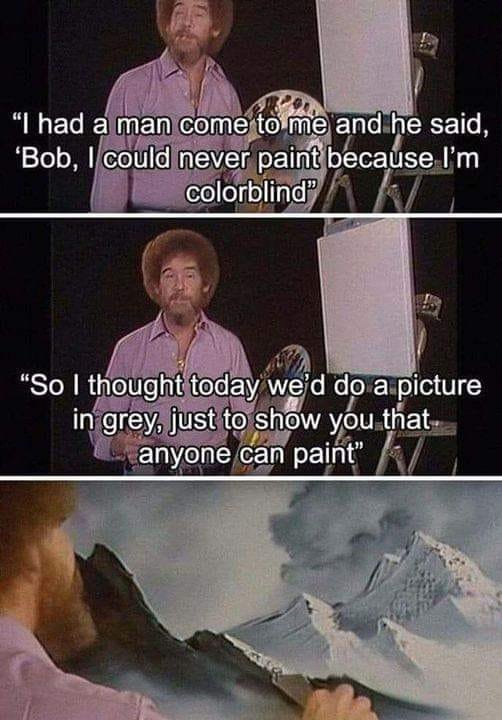 “I had a man come to me and he said,
‘Bob, I could never paint because I’m
colorblind”
“So I thought today we’d do a picture
in grey, just to show you that
anyone can paint”